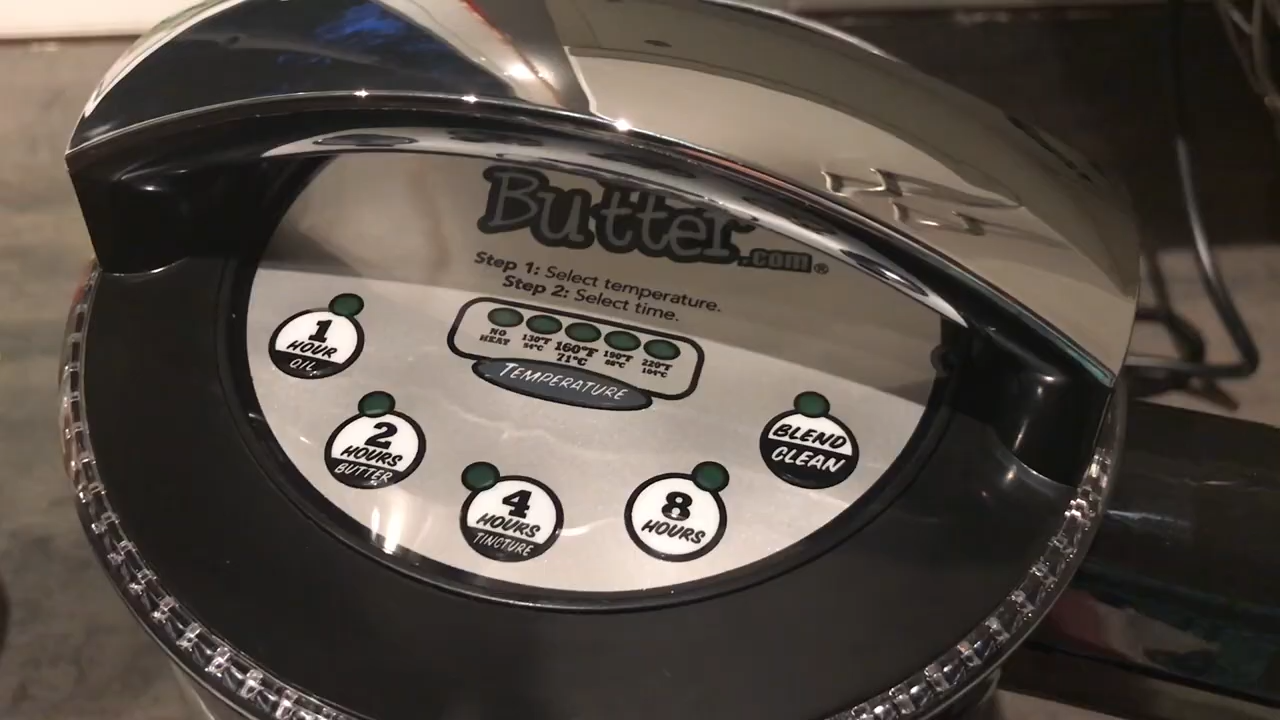 Butter
.com®
Step 1: Select temperature.
Step 2: Select time.
NO HEAT
130°F 54°C
160°F 71°C
190°F 88°C
220°F 104°C
TEMPERATURE
1
HOUR
OIL
2
HOURS
BUTTER
4
HOURS
TINCTURE
8
HOURS
BLEND
CLEAN